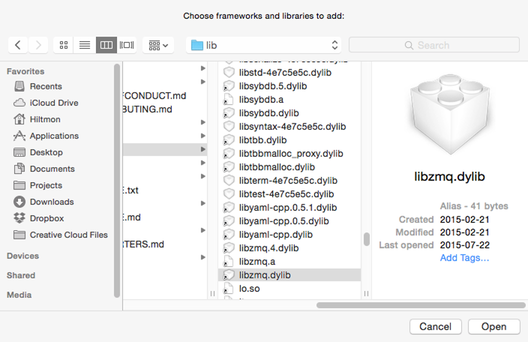 Choose frameworks and libraries to add:
lib
Search
Favorites
Recents
iCloud Drive
Hiltmon
Applications
Desktop
Documents
Projects
Downloads
Dropbox
Creative Cloud Files
Devices
Shared
Media
FCONDUCT.md
BUTING.md
E.txt
E.md
RTERS.md
libstd-4e7c5e5c.dylib
libsybdb.5.dylib
libsybdb.a
libsybdb.dylib
libsyntax-4e7c5e5c.dylib
libtbb.dylib
libtbbmalloc_proxy.dylib
libtbbmalloc.dylib
libterm-4e7c5e5c.dylib
libtest-4e7c5e5c.dylib
libyaml-cpp.0.5.1.dylib
libyaml-cpp.0.5.dylib
libyaml-cpp.dylib
libzmq.4.dylib
libzmq.a
libzmq.dylib
lo.so
libzmq.dylib
Alias - 41 bytes
Created 2015-02-21
Modified 2015-02-21
Last opened 2015-07-22
Add Tags...
Cancel
Open